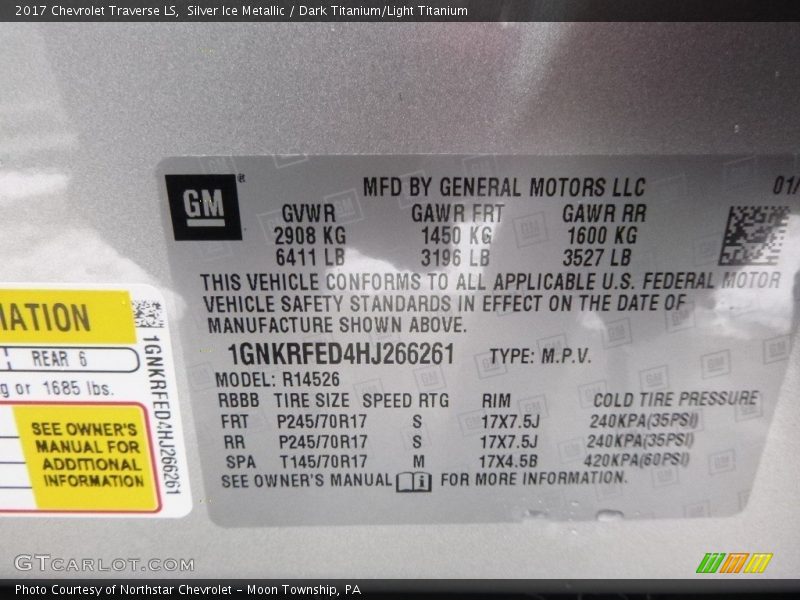 2017 Chevrolet Traverse LS, Silver Ice Metallic / Dark Titanium/Light Titanium
GM®
MFD BY GENERAL MOTORS LLC 01/
GVWR GAWR FRT GAWR RR
2908 KG 1450 KG 1600 KG
6411 LB 3196 LB 3527 LB
THIS VEHICLE CONFORMS TO ALL APPLICABLE U.S. FEDERAL MOTOR
VEHICLE SAFETY STANDARDS IN EFFECT ON THE DATE OF
MANUFACTURE SHOWN ABOVE.
1GNKRFED4HJ266261 TYPE: M.P.V.
MODEL: R14526
RBBB TIRE SIZE SPEED RTG RIM COLD TIRE PRESSURE
FRT P245/70R17 S 17X7.5J 240KPA(35PSI)
RR P245/70R17 S 17X7.5J 240KPA(35PSI)
SPA T145/70R17 M 17X4.5B 420KPA(60PSI)
SEE OWNER'S MANUAL i FOR MORE INFORMATION.
MATION
REAR 6
g or 1685 lbs.
SEE OWNER'S
MANUAL FOR
ADDITIONAL
INFORMATION
1GNKRFED4HJ266261
GTCARLOT.COM
Photo Courtesy of Northstar Chevrolet - Moon Township, PA